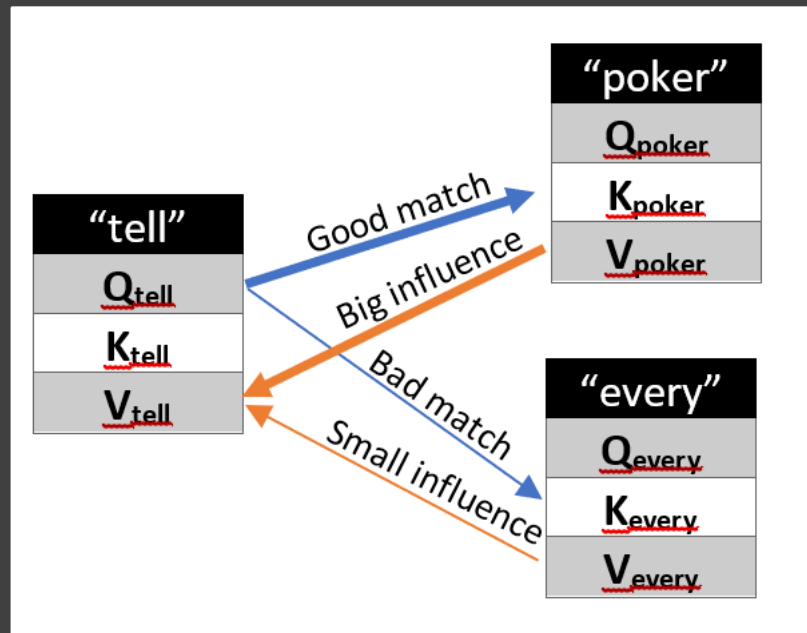 “poker”
Qpoker
Kpoker
Vpoker
“tell”
Qtell
Ktell
Vtell
Good match
Big influence
Bad match
Small influence
“every”
Qevery
Kevery
Vevery